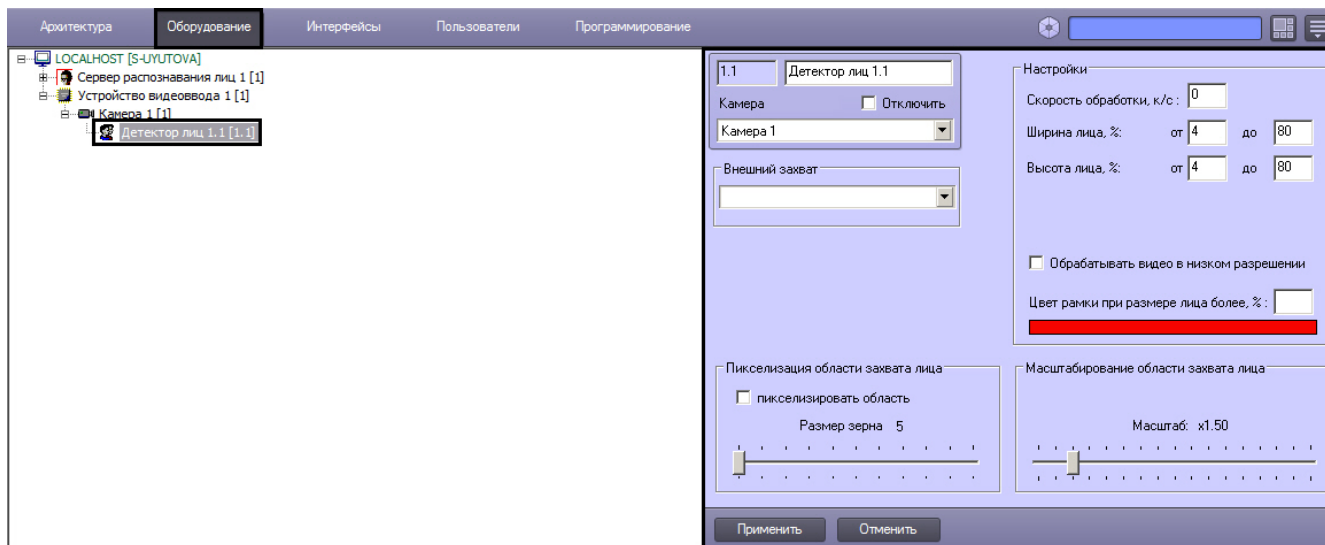 Архитектура
Оборудование
Интерфейсы
Пользователи
Программирование
LOCALHOST [S-UYUTOVA]
Сервер распознавания лиц 1 [1]
Устройство видеоввода 1 [1]
Камера 1 [1]
Детектор лиц 1.1 [1.1]
1.1
Детектор лиц 1.1
Камера
Отключить
Камера 1
Внешний захват
Настройки
Скорость обработки, к/с : 0
Ширина лица, %: от 4 до 80
Высота лица, %: от 4 до 80
Обрабатывать видео в низком разрешении
Цвет рамки при размере лица более, % :
Пикселизация области захвата лица
пикселизировать область
Размер зерна 5
Масштабирование области захвата лица
Масштаб: x1.50
Применить
Отменить